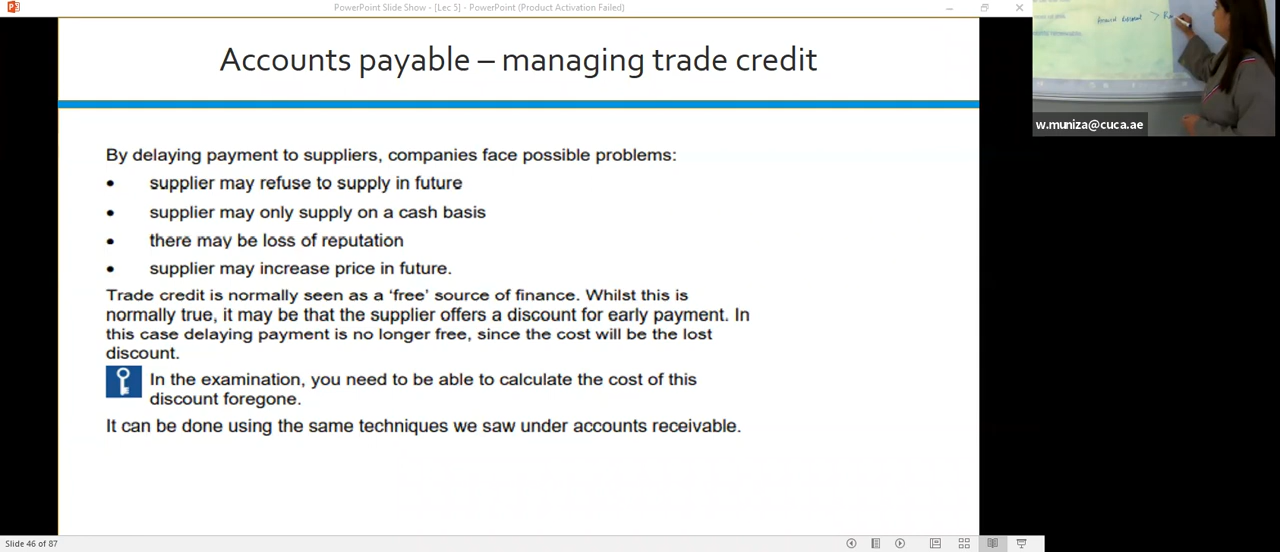 PowerPoint Slide Show - [Lec 5] - PowerPoint (Product Activation Failed)
Accounts payable – managing trade credit
By delaying payment to suppliers, companies face possible problems:
• supplier may refuse to supply in future
• supplier may only supply on a cash basis
• there may be loss of reputation
• supplier may increase price in future.
Trade credit is normally seen as a 'free' source of finance. Whilst this is
normally true, it may be that the supplier offers a discount for early payment. In
this case delaying payment is no longer free, since the cost will be the lost
discount.
In the examination, you need to be able to calculate the cost of this
discount foregone.
It can be done using the same techniques we saw under accounts receivable.
w.muniza@cuca.ae
Slide 46 of 87